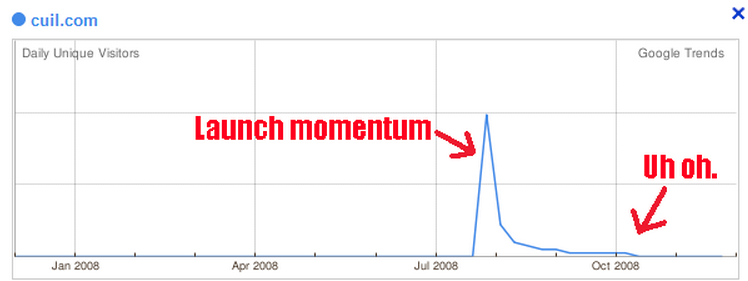 cuil.com
Daily Unique Visitors
Google Trends
Launch momentum
Uh oh.
Jan 2008
Apr 2008
Jul 2008
Oct 2008